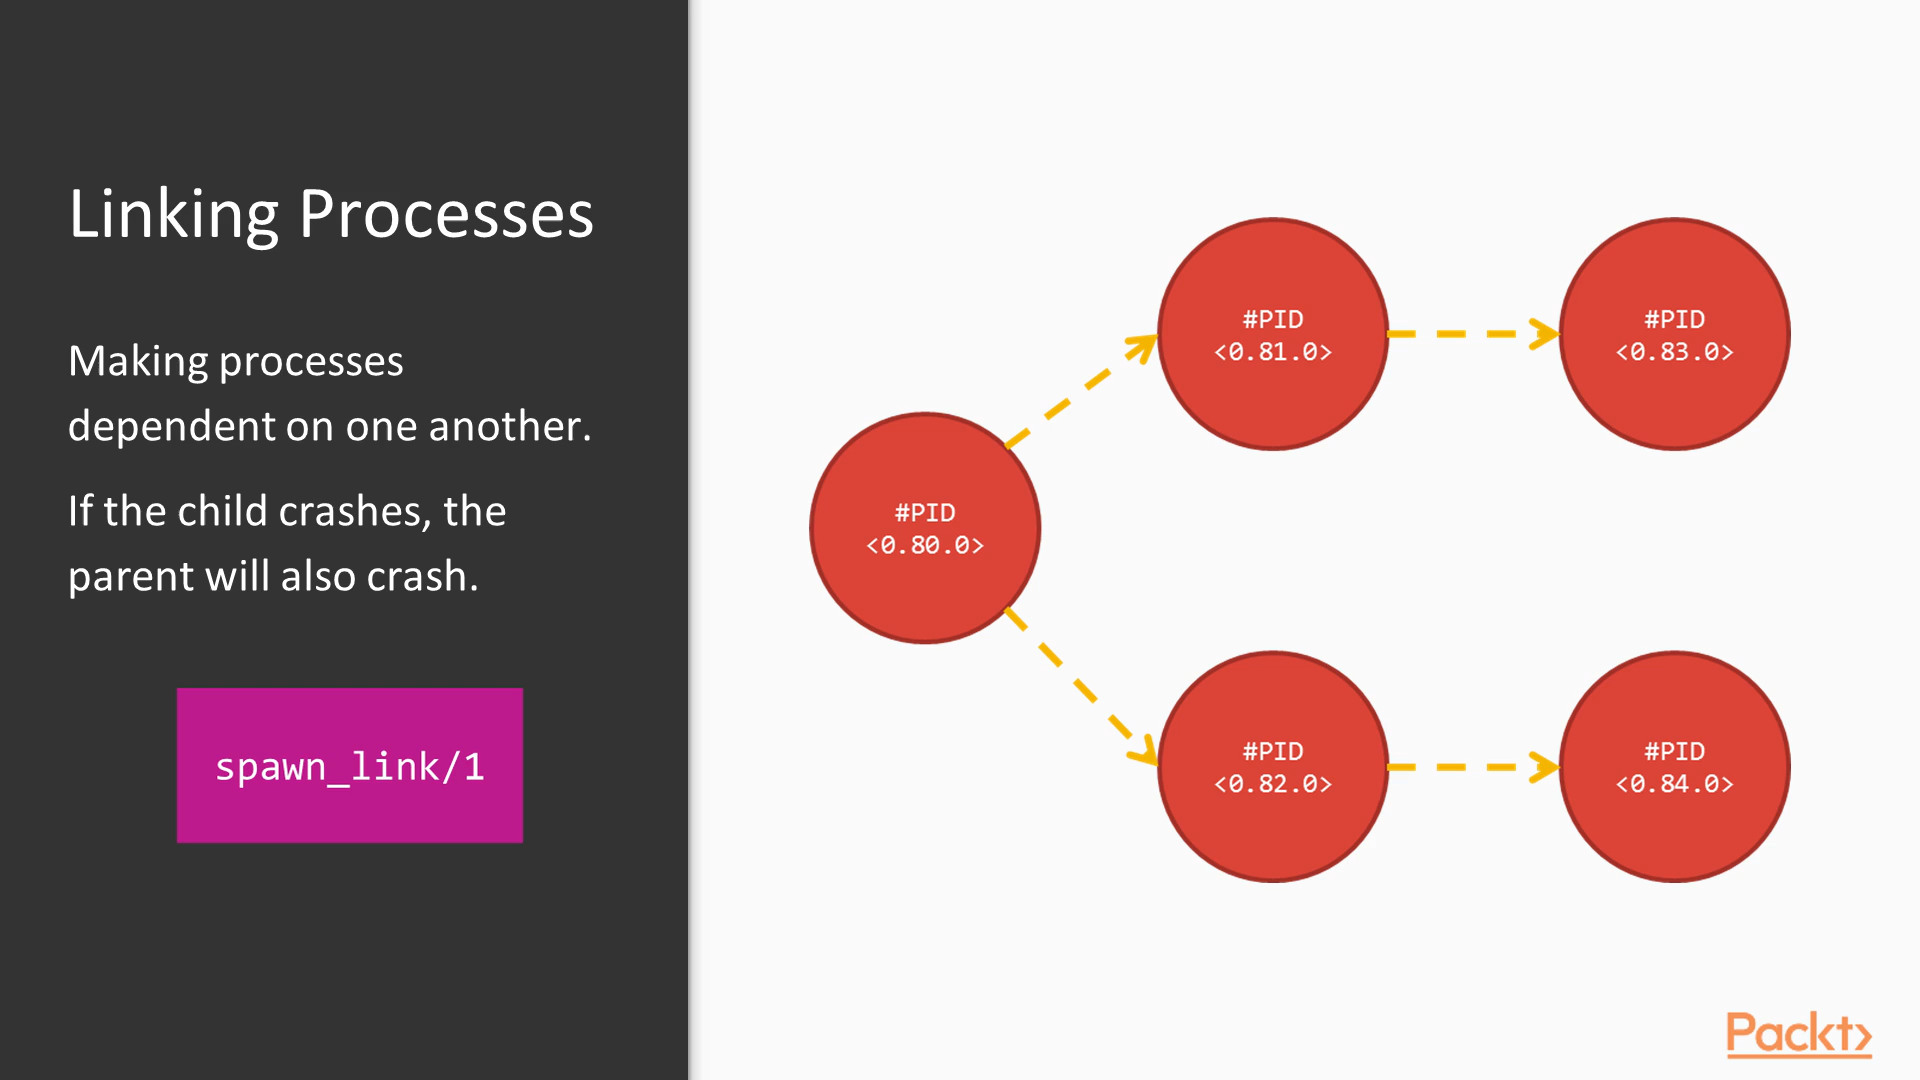 Linking Processes
Making processes
dependent on one another.
If the child crashes, the
parent will also crash.
spawn_link/1
#PID
<0.80.0>
#PID
<0.81.0>
#PID
<0.83.0>
#PID
<0.82.0>
#PID
<0.84.0>
Packt>